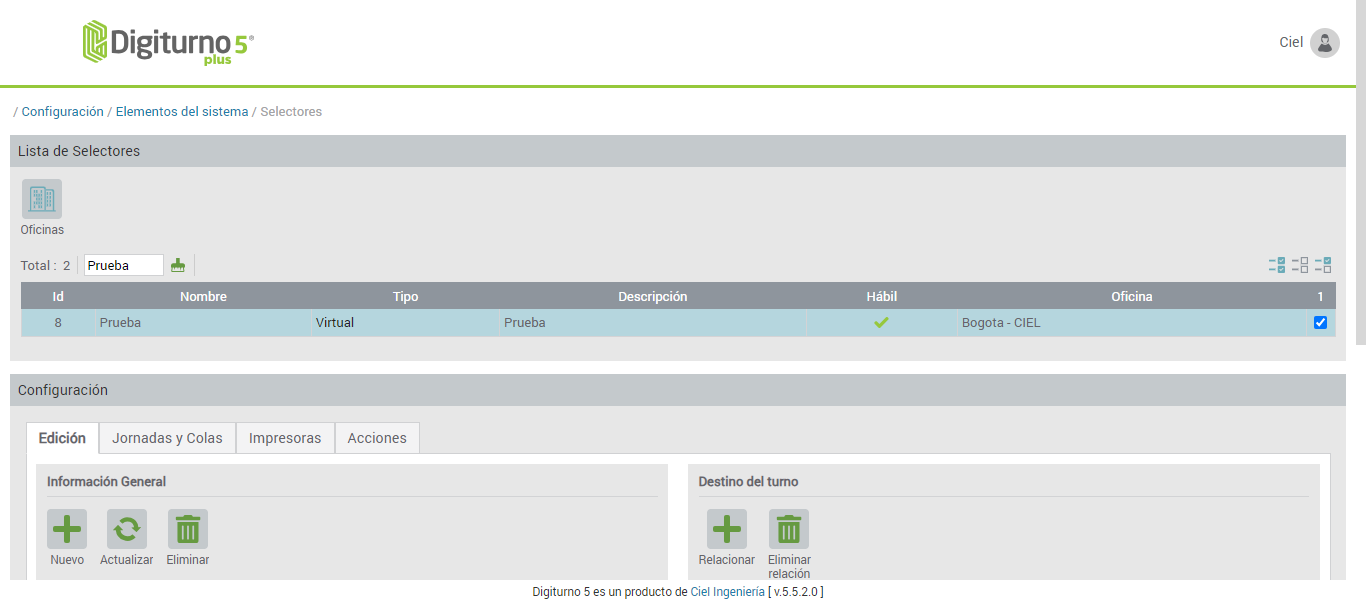 Digiturno 5®
plus
Ciel
/ Configuración / Elementos del sistema / Selectores
Lista de Selectores
Oficinas
Total : 2 Prueba
Id Nombre Tipo Descripción Hábil Oficina 1
8 Prueba Virtual Prueba Bogota - CIEL
Configuración
Edición Jornadas y Colas Impresoras Acciones
Información General
Nuevo Actualizar Eliminar
Destino del turno
Relacionar Eliminar
relación
Digiturno 5 es un producto de Ciel Ingeniería [ v.5.5.2.0 ]